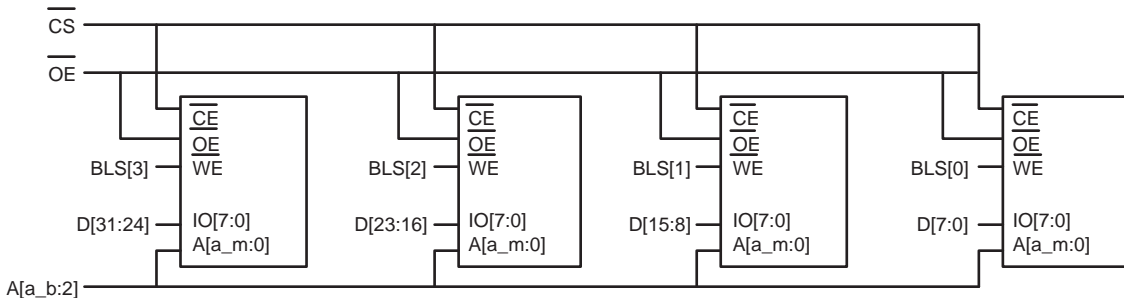 CS
OE
CE
OE
WE
BLS[3]
D[31:24]
IO[7:0]
A[a_m:0]
CE
OE
WE
BLS[2]
D[23:16]
IO[7:0]
A[a_m:0]
CE
OE
WE
BLS[1]
D[15:8]
IO[7:0]
A[a_m:0]
CE
OE
WE
BLS[0]
D[7:0]
IO[7:0]
A[a_m:0]
A[a_b:2]